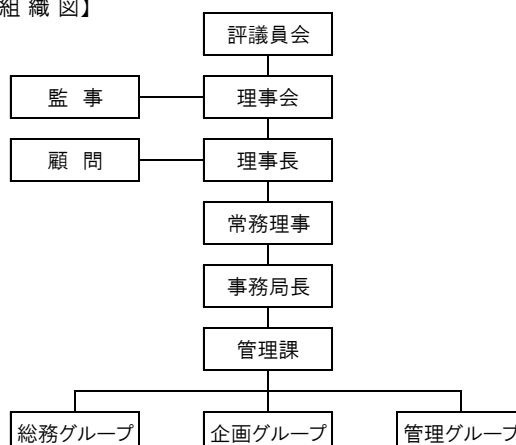 組 織 図】
評議員会
監 事
理事会
顧 問
理事長
常務理事
事務局長
管理課
総務グループ
企画グループ
管理グループ